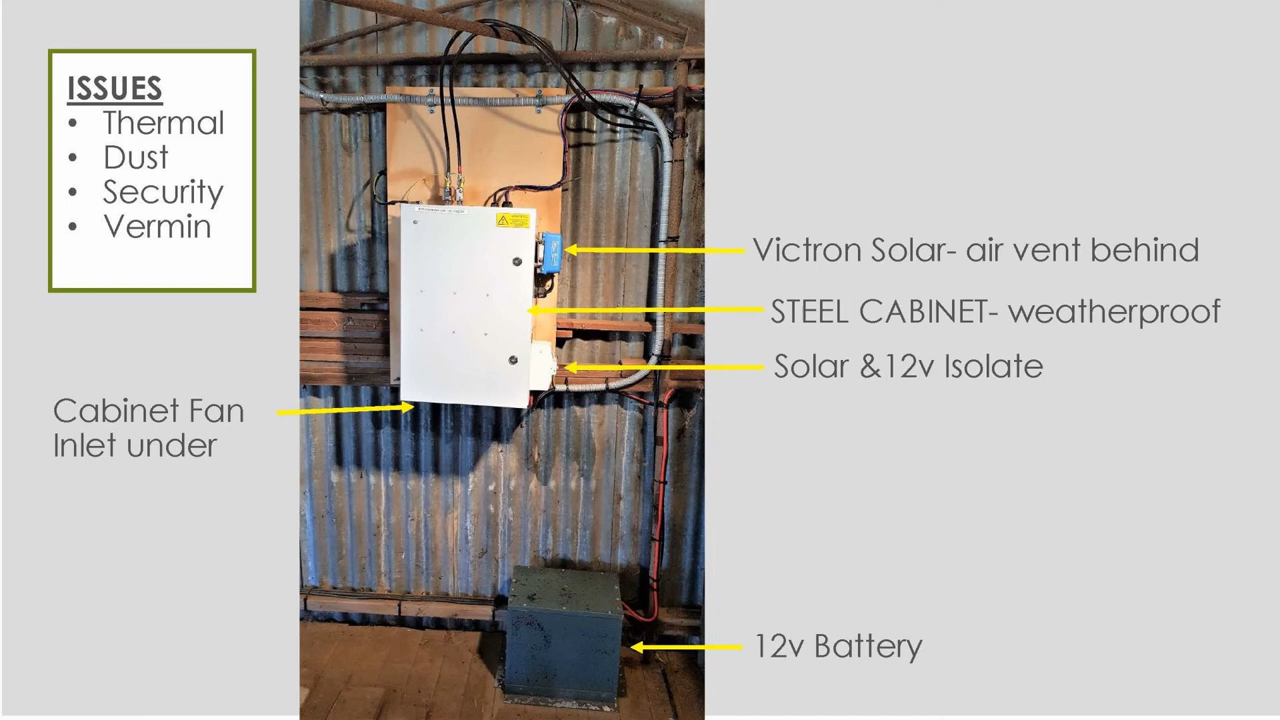 ISSUES
• Thermal
• Dust
• Security
• Vermin
Victron Solar- air vent behind
STEEL CABINET- weatherproof
Solar &12v Isolate
Cabinet Fan
Inlet under
12v Battery